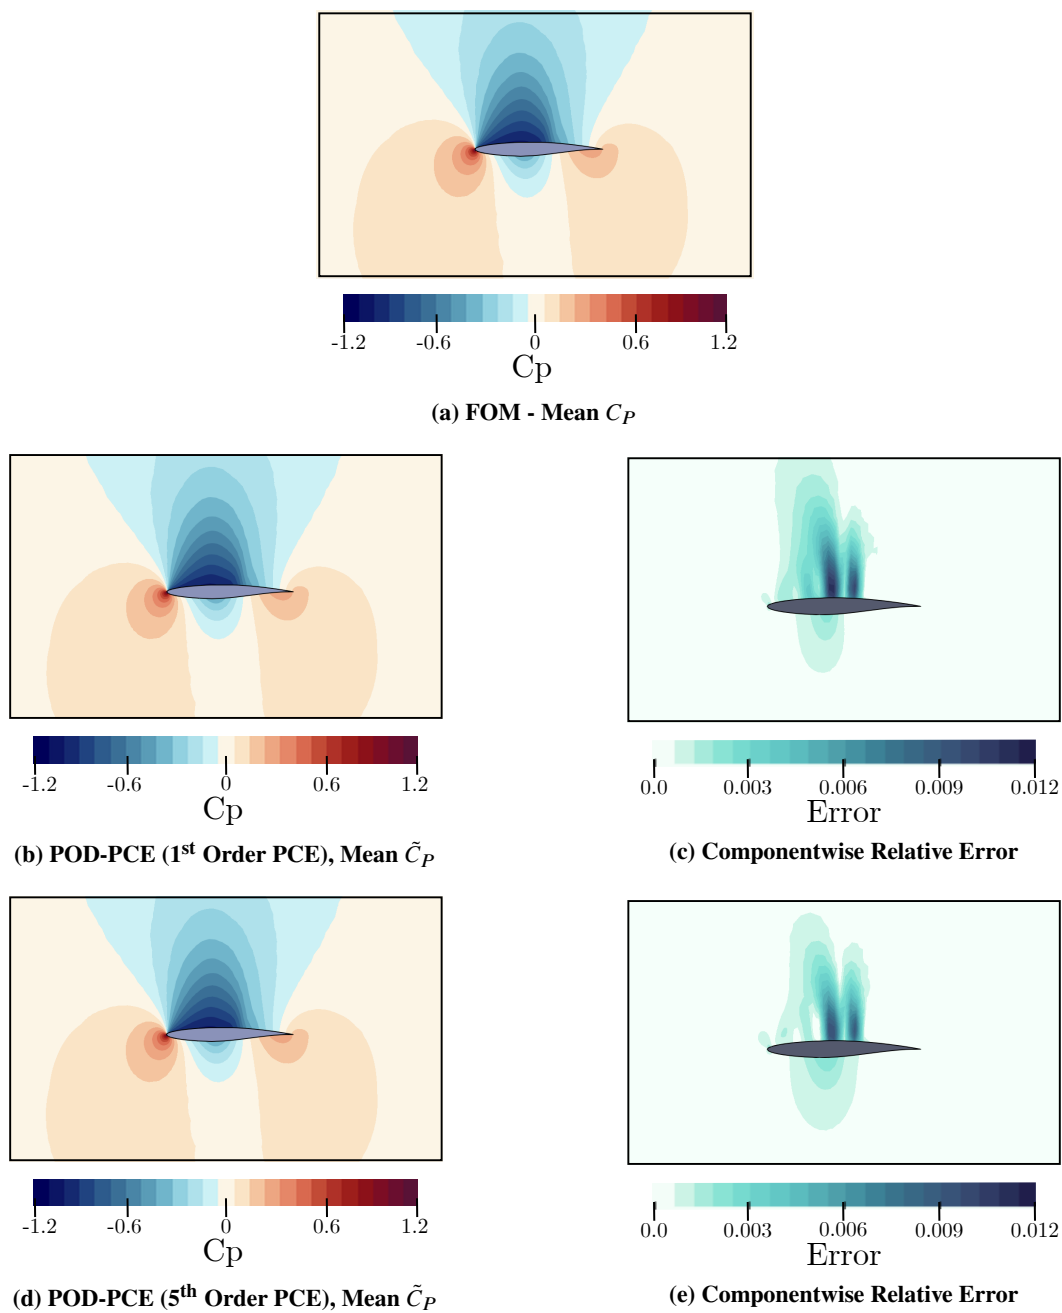 -1.2 -0.6 0 0.6 1.2
Cp
(a) FOM - Mean C_P
-1.2 -0.6 0 0.6 1.2
Cp
(b) POD-PCE (1st Order PCE), Mean C̃_P
0.0 0.003 0.006 0.009 0.012
Error
(c) Componentwise Relative Error
-1.2 -0.6 0 0.6 1.2
Cp
(d) POD-PCE (5th Order PCE), Mean C̃_P
0.0 0.003 0.006 0.009 0.012
Error
(e) Componentwise Relative Error